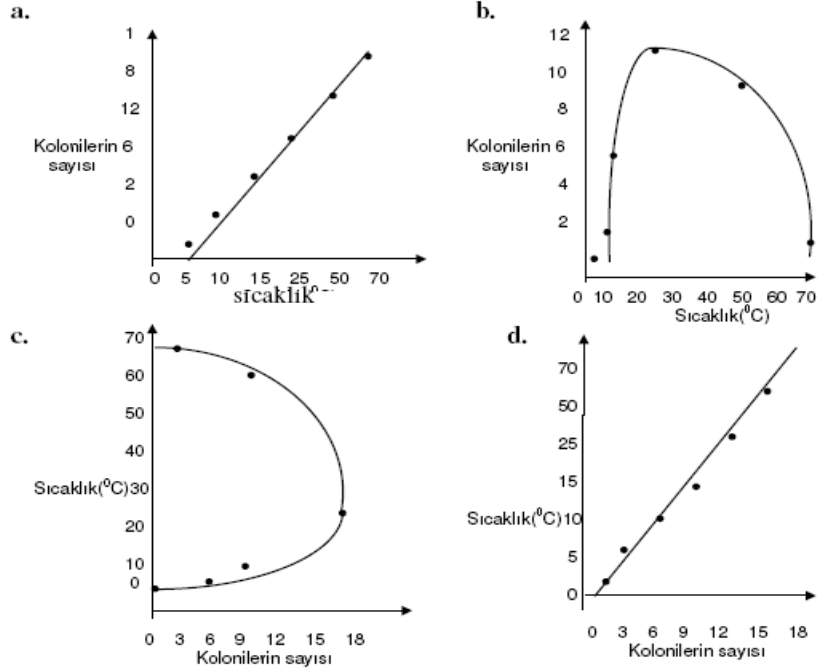 a.
1
8
12
Kolonilerin 6
sayısı
2
0
0 5 10 15 25 50 70
sıcaklık
b.
12
10
8
Kolonilerin 6
sayısı
4
2
0 10 20 30 40 50 60 70
Sıcaklık(⁰C)
c.
70
60
50
40
Sıcaklık(⁰C)30
20
10
0
0 3 6 9 12 15 18
Kolonilerin sayısı
d.
70
50
25
15
Sıcaklık(⁰C)10
5
0
0 3 6 9 12 15 18
Kolonilerin sayısı